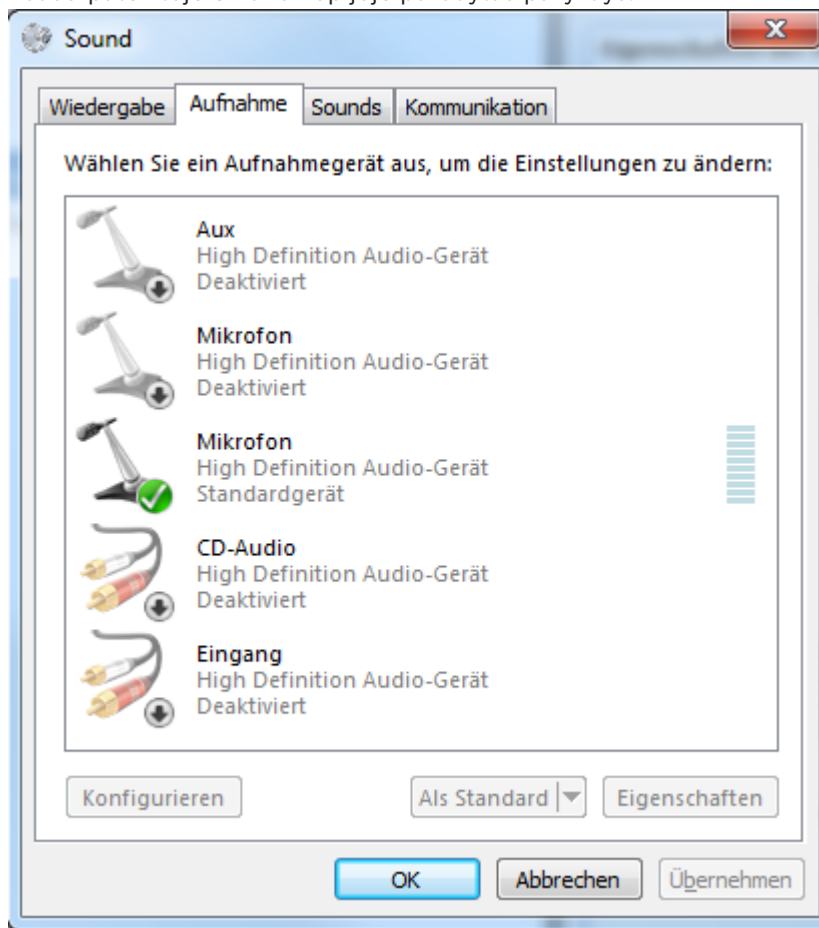 Sound
Wiedergabe Aufnahme Sounds Kommunikation
Wählen Sie ein Aufnahmegerät aus, um die Einstellungen zu ändern:
Aux
High Definition Audio-Gerät
Deaktiviert
Mikrofon
High Definition Audio-Gerät
Deaktiviert
Mikrofon
High Definition Audio-Gerät
Standardgerät
CD-Audio
High Definition Audio-Gerät
Deaktiviert
Eingang
High Definition Audio-Gerät
Deaktiviert
Konfigurieren Als Standard Eigenschaften
OK Abbrechen Übernehmen